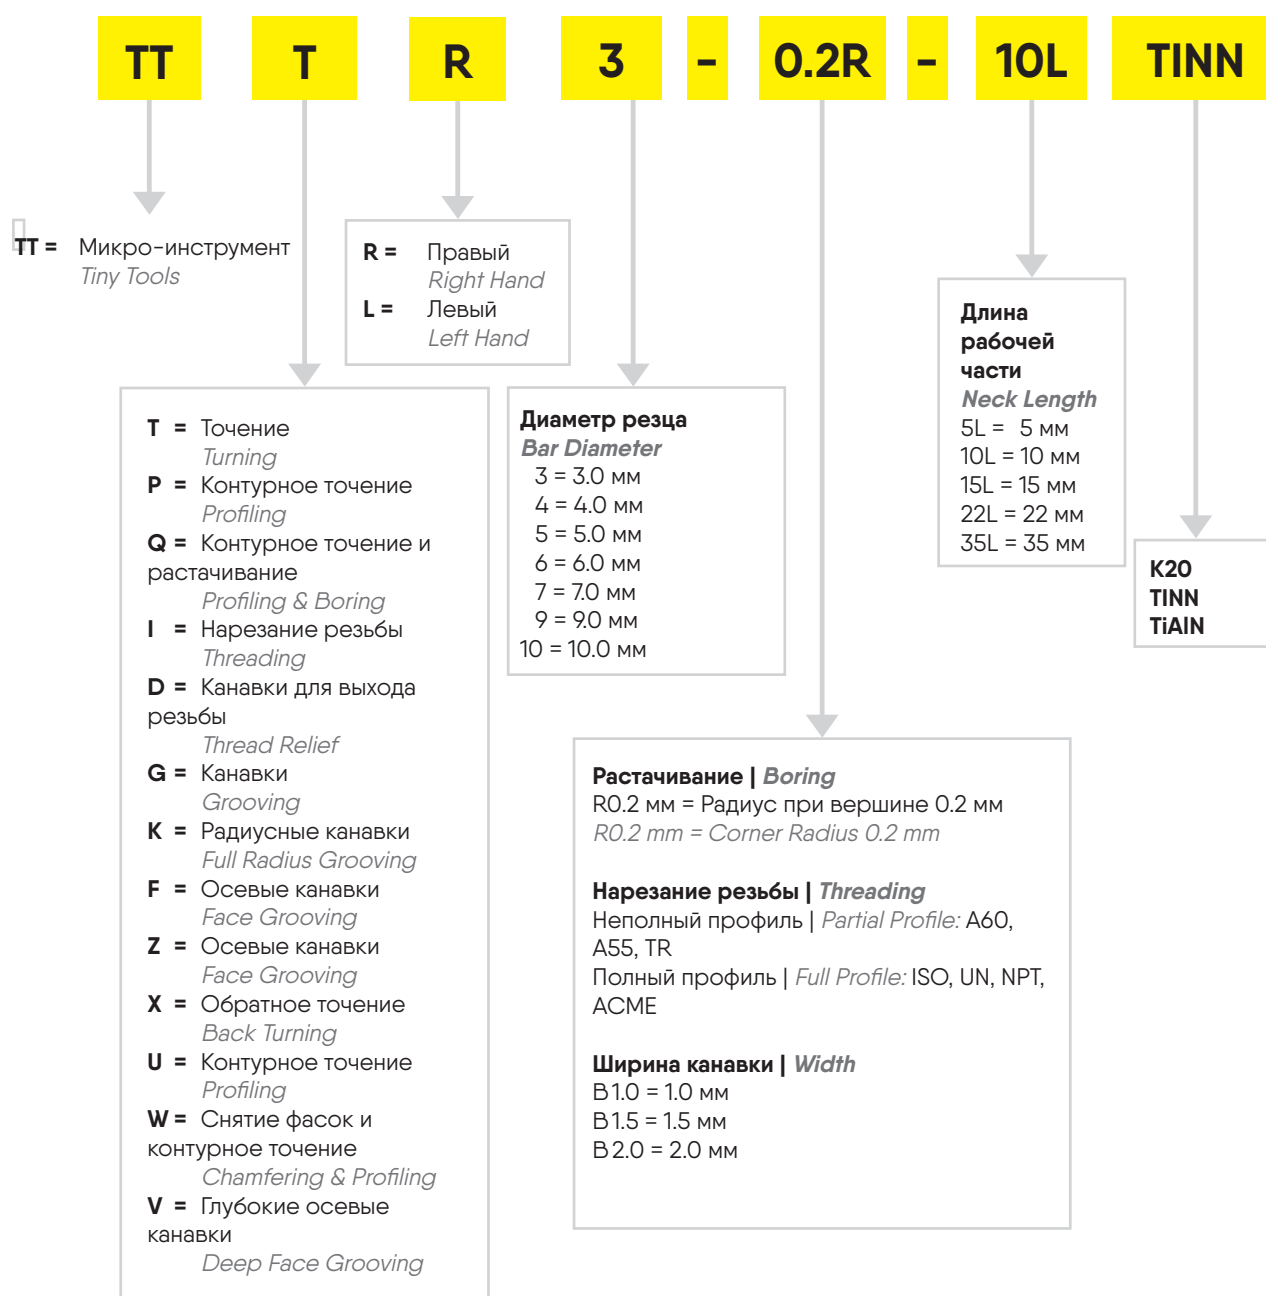 TT T R 3 - 0.2R - 10L TINN
TT = Микро-инструмент
Tiny Tools
R = Правый
Right Hand
L = Левый
Left Hand
T = Точение
Turning
P = Контурное точение
Profiling
Q = Контурное точение и
растачивание
Profiling & Boring
I = Нарезание резьбы
Threading
D = Канавки для выхода
резьбы
Thread Relief
G = Канавки
Grooving
K = Радиусные канавки
Full Radius Grooving
F = Осевые канавки
Face Grooving
Z = Осевые канавки
Face Grooving
X = Обратное точение
Back Turning
U = Контурное точение
Profiling
W = Снятие фасок и
контурное точение
Chamfering & Profiling
V = Глубокие осевые
канавки
Deep Face Grooving
Диаметр резца
Bar Diameter
3 = 3.0 мм
4 = 4.0 мм
5 = 5.0 мм
6 = 6.0 мм
7 = 7.0 мм
9 = 9.0 мм
10 = 10.0 мм
Растачивание | Boring
R0.2 мм = Радиус при вершине 0.2 мм
R0.2 mm = Corner Radius 0.2 mm
Нарезание резьбы | Threading
Неполный профиль | Partial Profile: A60,
A55, TR
Полный профиль | Full Profile: ISO, UN, NPT,
ACME
Ширина канавки | Width
B1.0 = 1.0 мм
B1.5 = 1.5 мм
B2.0 = 2.0 мм
Длина
рабочей
части
Neck Length
5L = 5 мм
10L = 10 мм
15L = 15 мм
22L = 22 мм
35L = 35 мм
K20
TINN
TiAlN